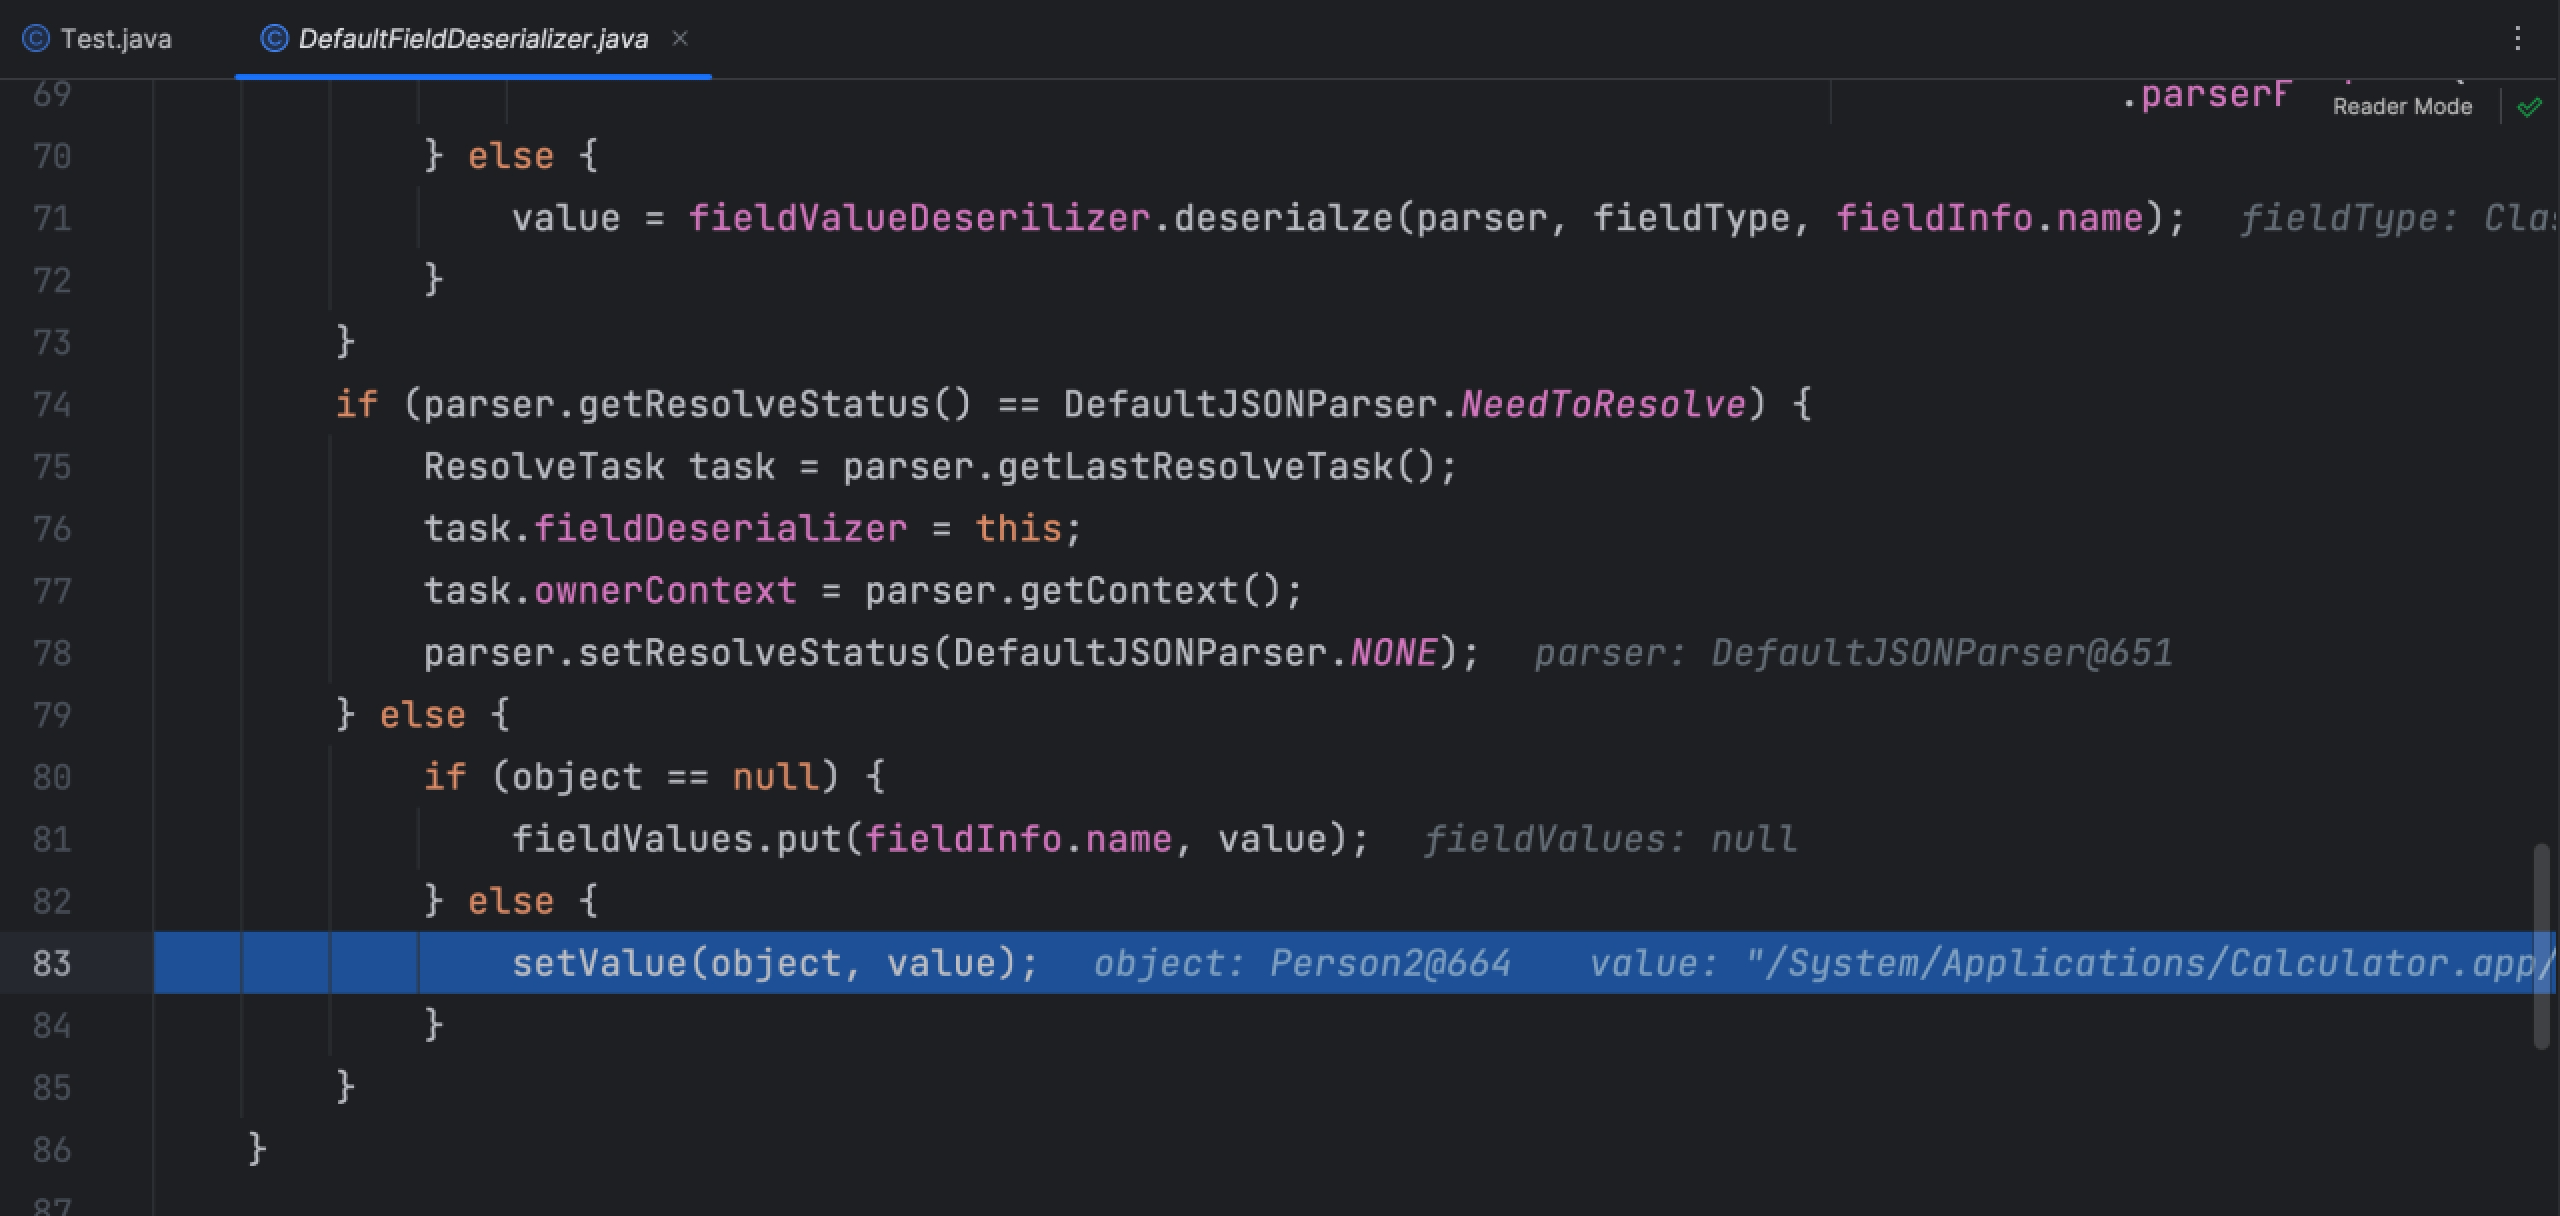 Test.java DefaultFieldDeserializer.java
69 .parserF Reader Mode
70 } else {
71 value = fieldValueDeserilizer.deserialze(parser, fieldType, fieldInfo.name); fieldType: Clas
72 }
73 }
74 if (parser.getResolveStatus() == DefaultJSONParser.NeedToResolve) {
75 ResolveTask task = parser.getLastResolveTask();
76 task.fieldDeserializer = this;
77 task.ownerContext = parser.getContext();
78 parser.setResolveStatus(DefaultJSONParser.NONE); parser: DefaultJSONParser@651
79 } else {
80 if (object == null) {
81 fieldValues.put(fieldInfo.name, value); fieldValues: null
82 } else {
83 setValue(object, value); object: Person2@664 value: "/System/Applications/Calculator.app/
84 }
85 }
86 }
87